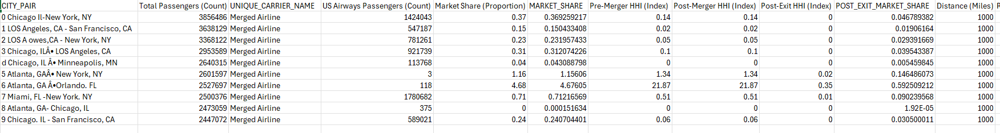 CITY_PAIR Total Passengers (Count) UNIQUE_CARRIER_NAME US Airways Passengers (Count) Market Share (Proportion) MARKET_SHARE Pre-Merger HHI (Index) Post-Merger HHI (Index) Post-Exit HHI (Index) POST_EXIT_MARKET_SHARE Distance (Miles)
0 Chicago Il-New York, NY 3856486 Merged Airline 1424043 0.37 0.369259217 0.14 0.14 0 0.046789382 1000
1 LOS Angeles, CA - San Francisco, CA 3638129 Merged Airline 547187 0.15 0.150433408 0.02 0.02 0 0.01906164 1000
2 LOS A owes,CA - New York, NY 3368122 Merged Airline 781261 0.23 0.231957433 0.05 0.05 0 0.029391669 1000
3 Chicago, ILÂ• LOS Angeles, CA 2953589 Merged Airline 921739 0.31 0.312074226 0.1 0.1 0 0.039543387 1000
d Chicago, IL Â• Minneapolis, MN 2640315 Merged Airline 113768 0.04 0.043088798 0 0 0 0.005459845 1000
5 Atlanta, GAÂ• New York, NY 2601597 Merged Airline 3 1.16 1.15606 1.34 1.34 0.02 0.146486073 1000
6 Atlanta, GA Â•Orlando. FL 2527697 Merged Airline 118 4.68 4.67605 21.87 21.87 0.35 0.592509212 1000
7 Miami, FL -New York. NY 2500376 Merged Airline 1780682 0.71 0.71216569 0.51 0.51 0.01 0.090239568 1000
8 Atlanta, GA- Chicago, IL 2473059 Merged Airline 375 0 0.000151634 0 0 0 1.92E-05 1000
9 Chicago. IL - San Francisco, CA 2447072 Merged Airline 589021 0.24 0.240704401 0.06 0.06 0 0.030500011 1000